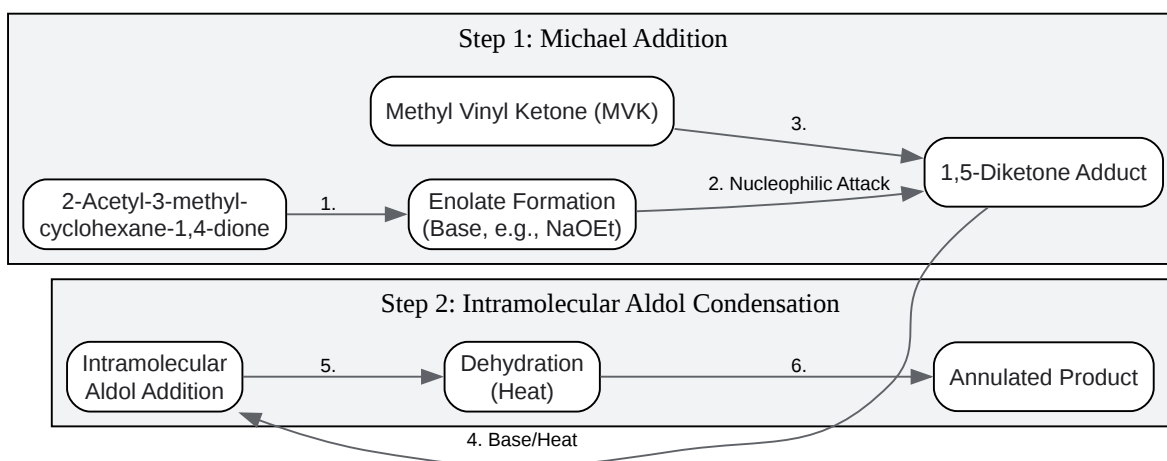 Step 1: Michael Addition
Methyl Vinyl Ketone (MVK)
3.
1,5-Diketone Adduct
2-Acetyl-3-methyl-
cyclohexane-1,4-dione
1.
Enolate Formation
(Base, e.g., NaOEt)
2. Nucleophilic Attack
Step 2: Intramolecular Aldol Condensation
Intramolecular
Aldol Addition
5.
Dehydration
(Heat)
6.
Annulated Product
4. Base/Heat